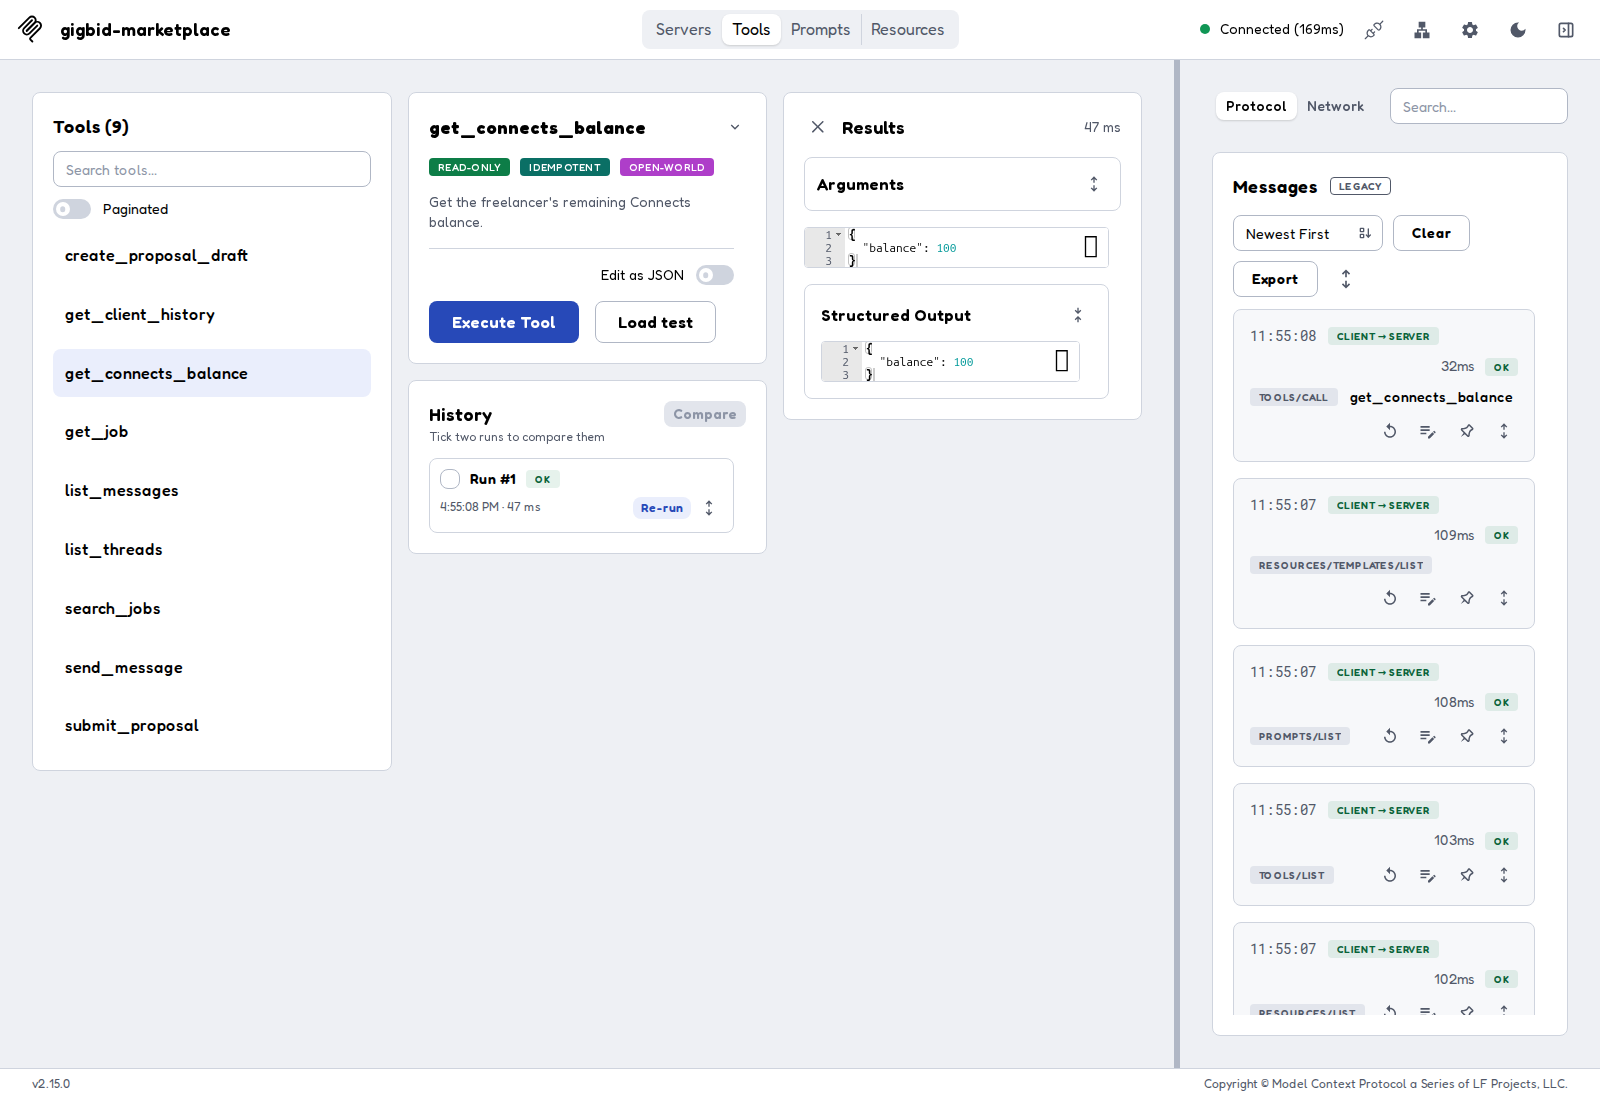 gigbid-marketplace
Servers
Tools
Prompts
Resources
Connected (169ms)
Tools (9)
Search tools...
Paginated
create_proposal_draft
get_client_history
get_connects_balance
get_job
list_messages
list_threads
search_jobs
send_message
submit_proposal
get_connects_balance
READ-ONLY
IDEMPOTENT
OPEN-WORLD
Get the freelancer's remaining Connects
balance.
Edit as JSON
Execute Tool
Load test
History
Compare
Tick two runs to compare them
Run #1
OK
4:55:08 PM · 47 ms
Re-run
Results
47 ms
Arguments
1 {
2 "balance": 100
3 }
Structured Output
1 {
2 "balance": 100
3 }
Protocol
Network
Search...
Messages
LEGACY
Newest First
Clear
Export
11:55:08 CLIENT → SERVER
32ms OK
TOOLS/CALL get_connects_balance
11:55:07 CLIENT → SERVER
109ms OK
RESOURCES/TEMPLATES/LIST
11:55:07 CLIENT → SERVER
108ms OK
PROMPTS/LIST
11:55:07 CLIENT → SERVER
103ms OK
TOOLS/LIST
11:55:07 CLIENT → SERVER
102ms OK
RESOURCES/LIST
v2.15.0
Copyright © Model Context Protocol a Series of LF Projects, LLC.